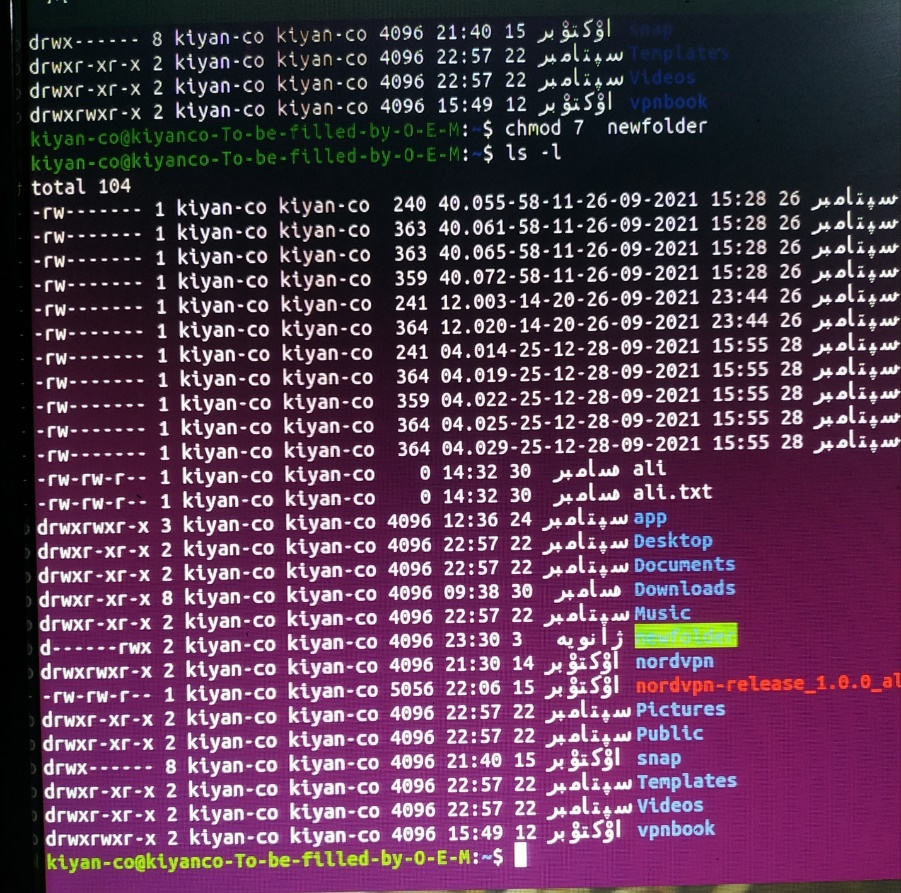 drwx------ 8 kiyan-co kiyan-co 4096 21:40 15 اؤکتوْبر snap
drwxr-xr-x 2 kiyan-co kiyan-co 4096 22:57 22 سپتامبر Templates
drwxr-xr-x 2 kiyan-co kiyan-co 4096 22:57 22 سپتامبر Videos
drwxrwxr-x 2 kiyan-co kiyan-co 4096 15:49 12 اؤکتوْبر vpnbook
kiyan-co@kiyanco-To-be-filled-by-O-E-M:~$ chmod 7  newfolder
kiyan-co@kiyanco-To-be-filled-by-O-E-M:~$ ls -l
total 104
-rw------- 1 kiyan-co kiyan-co  240 40.055-58-11-26-09-2021 15:28 26 سپتامبر
-rw------- 1 kiyan-co kiyan-co  363 40.061-58-11-26-09-2021 15:28 26 سپتامبر
-rw------- 1 kiyan-co kiyan-co  363 40.065-58-11-26-09-2021 15:28 26 سپتامبر
-rw------- 1 kiyan-co kiyan-co  359 40.072-58-11-26-09-2021 15:28 26 سپتامبر
-rw------- 1 kiyan-co kiyan-co  241 12.003-14-20-26-09-2021 23:44 26 سپتامبر
-rw------- 1 kiyan-co kiyan-co  364 12.020-14-20-26-09-2021 23:44 26 سپتامبر
-rw------- 1 kiyan-co kiyan-co  241 04.014-25-12-28-09-2021 15:55 28 سپتامبر
-rw------- 1 kiyan-co kiyan-co  364 04.019-25-12-28-09-2021 15:55 28 سپتامبر
-rw------- 1 kiyan-co kiyan-co  359 04.022-25-12-28-09-2021 15:55 28 سپتامبر
-rw------- 1 kiyan-co kiyan-co  364 04.025-25-12-28-09-2021 15:55 28 سپتامبر
-rw------- 1 kiyan-co kiyan-co  364 04.029-25-12-28-09-2021 15:55 28 سپتامبر
-rw-rw-r-- 1 kiyan-co kiyan-co    0 14:32 30 ali
-rw-rw-r-- 1 kiyan-co kiyan-co    0 14:32 30 ali.txt
drwxrwxr-x 3 kiyan-co kiyan-co 4096 12:36 24 سپتامبر app
drwxr-xr-x 2 kiyan-co kiyan-co 4096 22:57 22 سپتامبر Desktop
drwxr-xr-x 2 kiyan-co kiyan-co 4096 22:57 22 سپتامبر Documents
drwxr-xr-x 8 kiyan-co kiyan-co 4096 09:38 30 Downloads
drwxr-xr-x 2 kiyan-co kiyan-co 4096 22:57 22 سپتامبر Music
d------rwx 2 kiyan-co kiyan-co 4096 23:30 3 ژانویه newfolder
drwxrwxr-x 2 kiyan-co kiyan-co 4096 21:30 14 اؤکتوْبر nordvpn
-rw-rw-r-- 1 kiyan-co kiyan-co 5056 22:06 15 اؤکتوْبر nordvpn-release_1.0.0_al
drwxr-xr-x 2 kiyan-co kiyan-co 4096 22:57 22 سپتامبر Pictures
drwxr-xr-x 2 kiyan-co kiyan-co 4096 22:57 22 سپتامبر Public
drwx------ 8 kiyan-co kiyan-co 4096 21:40 15 اؤکتوْبر snap
drwxr-xr-x 2 kiyan-co kiyan-co 4096 22:57 22 سپتامبر Templates
drwxr-xr-x 2 kiyan-co kiyan-co 4096 22:57 22 سپتامبر Videos
drwxrwxr-x 2 kiyan-co kiyan-co 4096 15:49 12 اؤکتوْبر vpnbook
kiyan-co@kiyanco-To-be-filled-by-O-E-M:~$